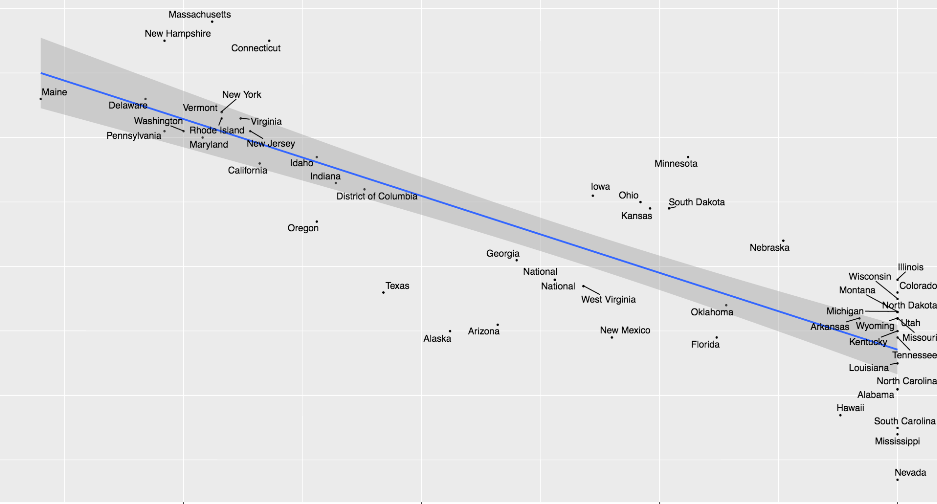 Massachusetts
New Hampshire
Connecticut
Maine
New York
Delaware
Vermont
Washington
Virginia
Rhode Island
Pennsylvania
Maryland
New Jersey
Idaho
Minnesota
California
Indiana
Iowa
District of Columbia
Ohio
South Dakota
Kansas
Oregon
Nebraska
Georgia
Illinois
National
Wisconsin
National
Texas
Colorado
Montana
West Virginia
North Dakota
Michigan
Oklahoma
Arkansas
Wyoming
Utah
Arizona
New Mexico
Alaska
Missouri
Kentucky
Florida
Tennessee
Louisiana
North Carolina
Alabama
Hawaii
South Carolina
Mississippi
Nevada